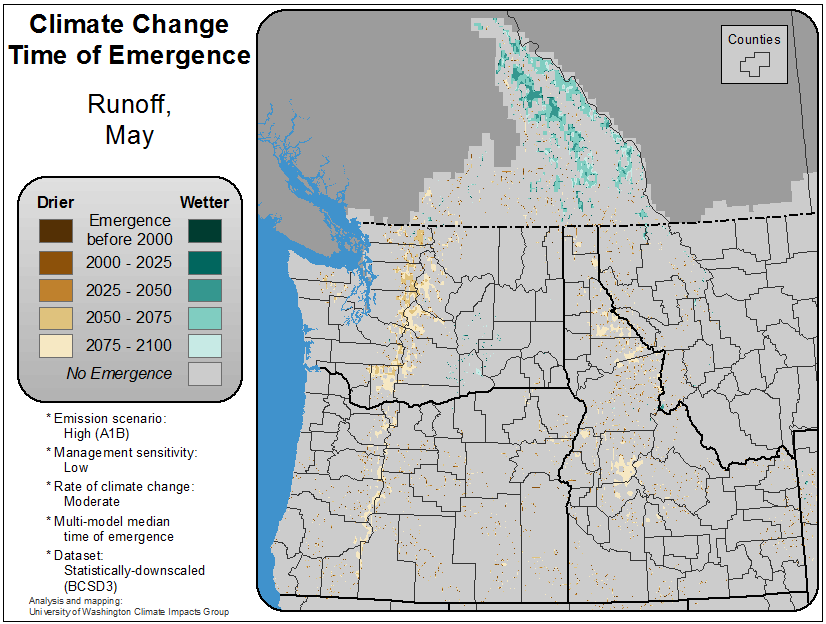 Climate Change
Time of Emergence
Runoff,
May
Counties
Drier Wetter
Emergence
before 2000
2000 - 2025
2025 - 2050
2050 - 2075
2075 - 2100
No Emergence
* Emission scenario:
High (A1B)
* Management sensitivity:
Low
* Rate of climate change:
Moderate
* Multi-model median
time of emergence
* Dataset:
Statistically-downscaled
(BCSD3)
Analysis and mapping:
University of Washington Climate Impacts Group